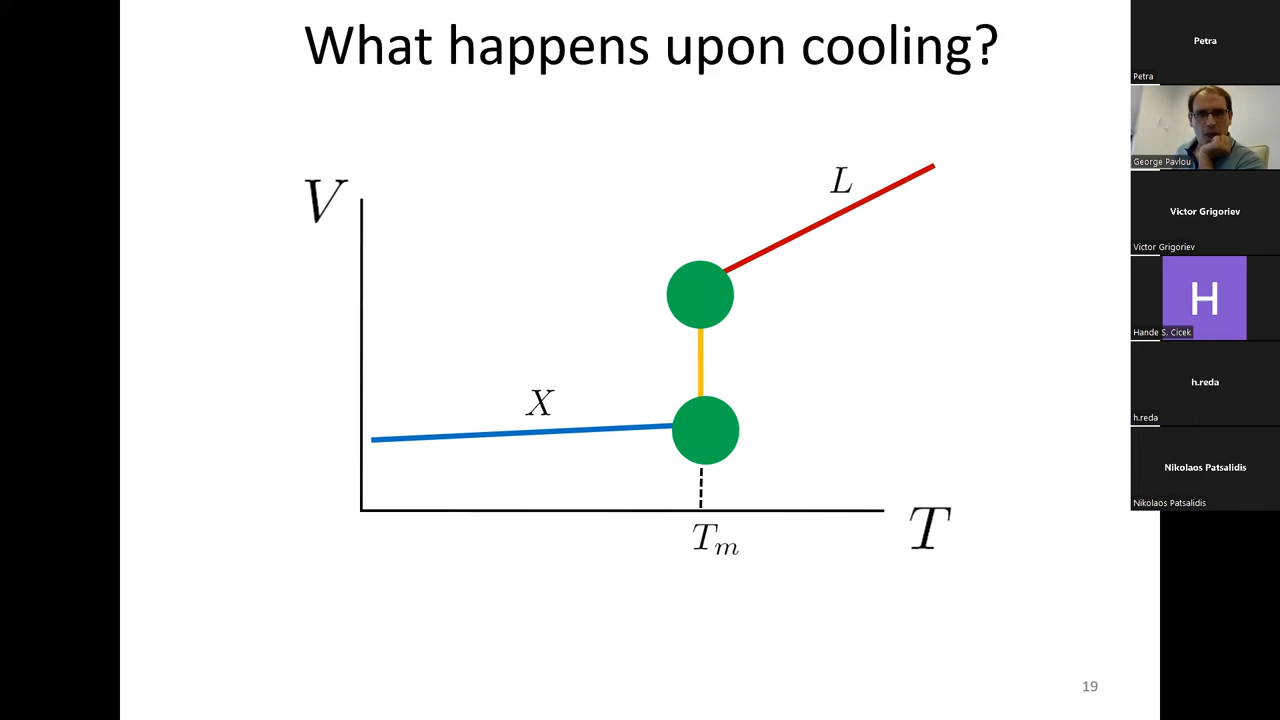 What happens upon cooling?
V
L
X
T_m
T
19
Petra
Petra
George Pavlou
Victor Grigoriev
Victor Grigoriev
H
Hande S. Cicek
h.reda
h.reda
Nikolaos Patsalidis
Nikolaos Patsalidis